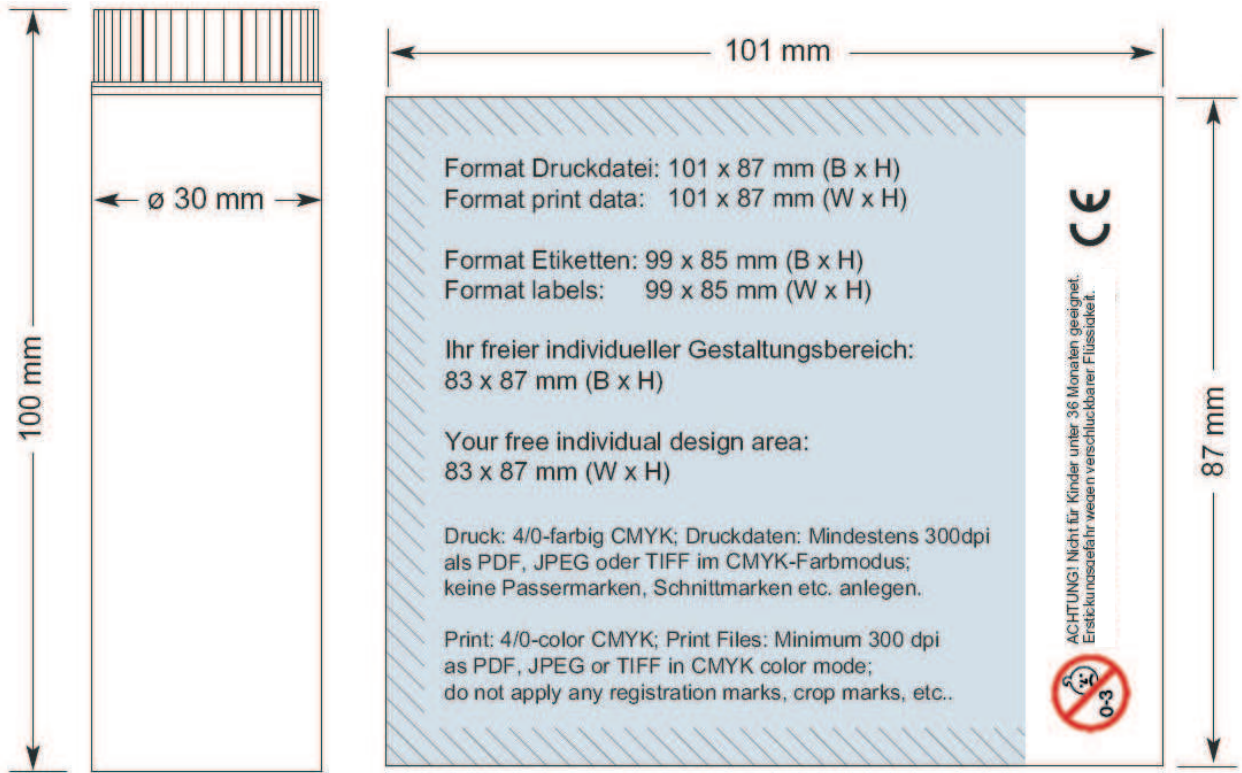 101 mm
ø 30 mm
100 mm
Format Druckdatei: 101 x 87 mm (B x H)
Format print data: 101 x 87 mm (W x H)
Format Etiketten: 99 x 85 mm (B x H)
Format labels: 99 x 85 mm (W x H)
Ihr freier individueller Gestaltungsbereich:
83 x 87 mm (B x H)
Your free individual design area:
83 x 87 mm (W x H)
Druck: 4/0-farbig CMYK; Druckdaten: Mindestens 300dpi
als PDF, JPEG oder TIFF im CMYK-Farbmodus;
keine Passermarken, Schnittmarken etc. anlegen.
Print: 4/0-color CMYK; Print Files: Minimum 300 dpi
as PDF, JPEG or TIFF in CMYK color mode;
do not apply any registration marks, crop marks, etc..
CE
ACHTUNG! Nicht für Kinder unter 36 Monaten geeignet.
Erstickungsgefahr wegen verschluckbarer Flüssigkeit.
0-3
87 mm